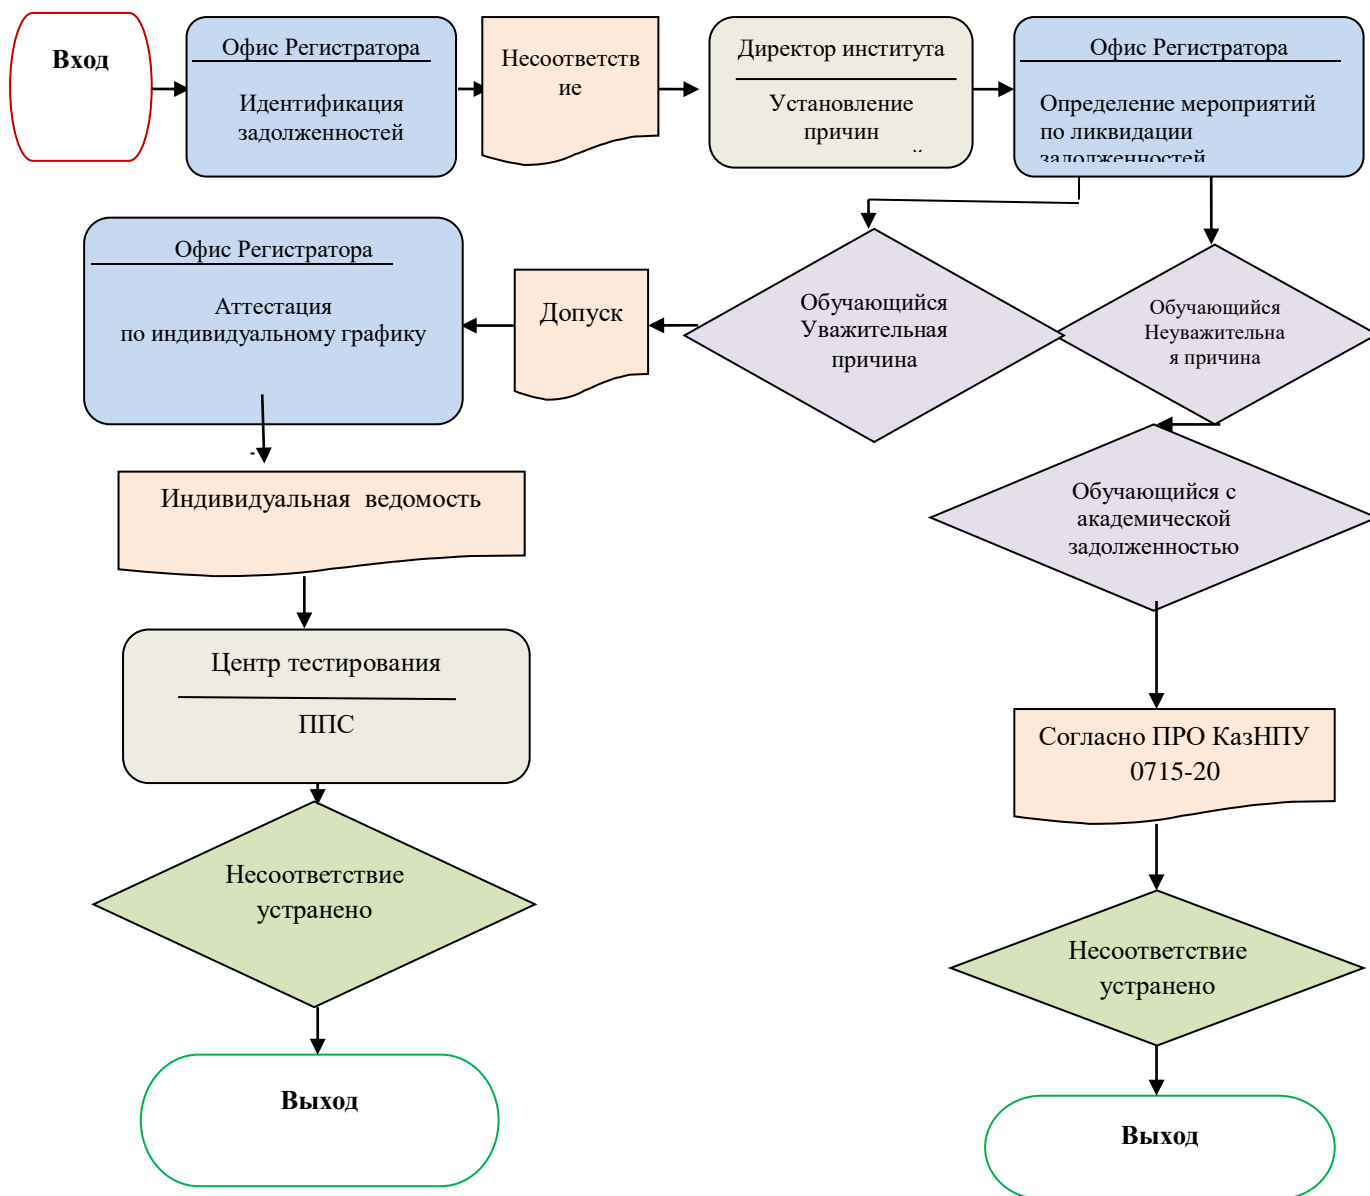 Вход
Офис Регистратора
Идентификация
задолженностей
Несоответств
ие
Директор института
Установление
причин
Офис Регистратора
Определение мероприятий
по ликвидации
задолженностей
Офис Регистратора
Аттестация
по индивидуальному графику
Допуск
Обучающийся
Уважительная
причина
Обучающийся
Неуважительна
я причина
Индивидуальная ведомость
Обучающийся с
академической
задолженностью
Центр тестирования
ППС
Согласно ПРО КазНПУ
0715-20
Несоответствие
устранено
Несоответствие
устранено
Выход
Выход